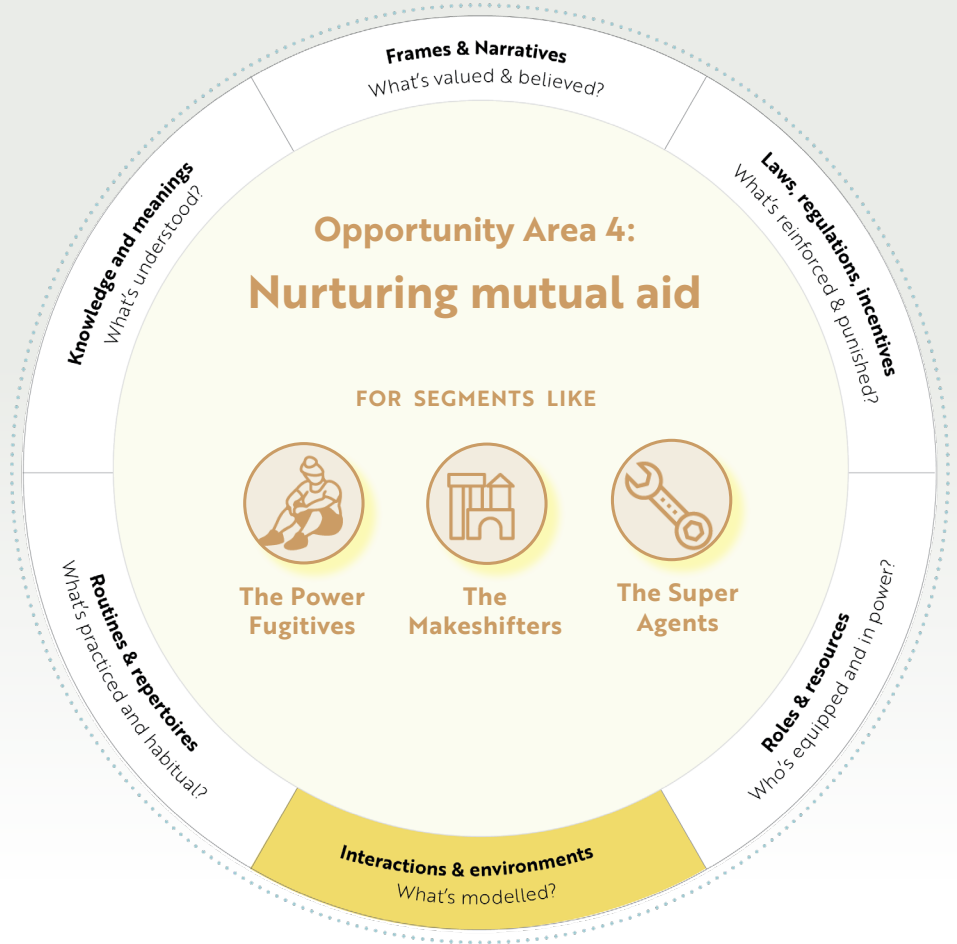 Frames & Narratives
What's valued & believed?
Laws, regulations, incentives
What's reinforced & punished?
Roles & resources
Who's equipped and in power?
Interactions & environments
What's modelled?
Routines & repertoires
What's practiced and habitual?
Knowledge and meanings
What's understood?
Opportunity Area 4:
Nurturing mutual aid
FOR SEGMENTS LIKE
The Power
Fugitives
The
Makeshifters
The Super
Agents